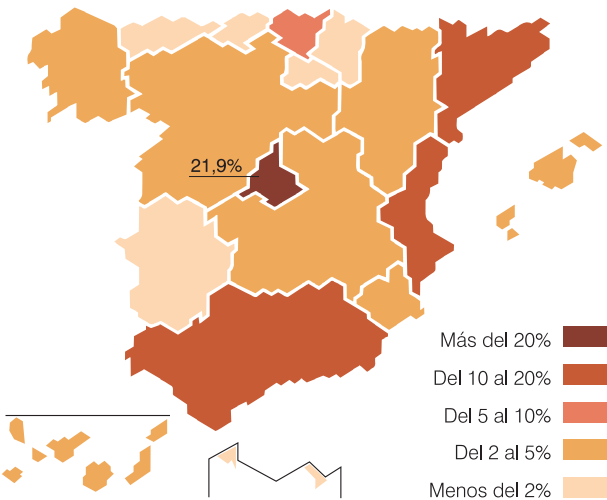 21,9%
Más del 20%
Del 10 al 20%
Del 5 al 10%
Del 2 al 5%
Menos del 2%